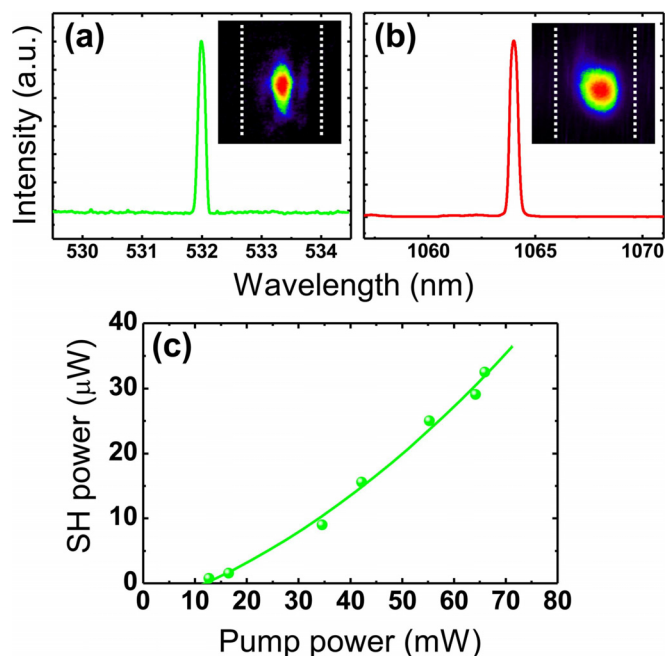 (a)
(b)
Intensity (a.u.)
530 531 532 533 534
1060 1065 1070
Wavelength (nm)
(c)
SH power (μW)
40
30
20
10
0
0 10 20 30 40 50 60 70 80
Pump power (mW)